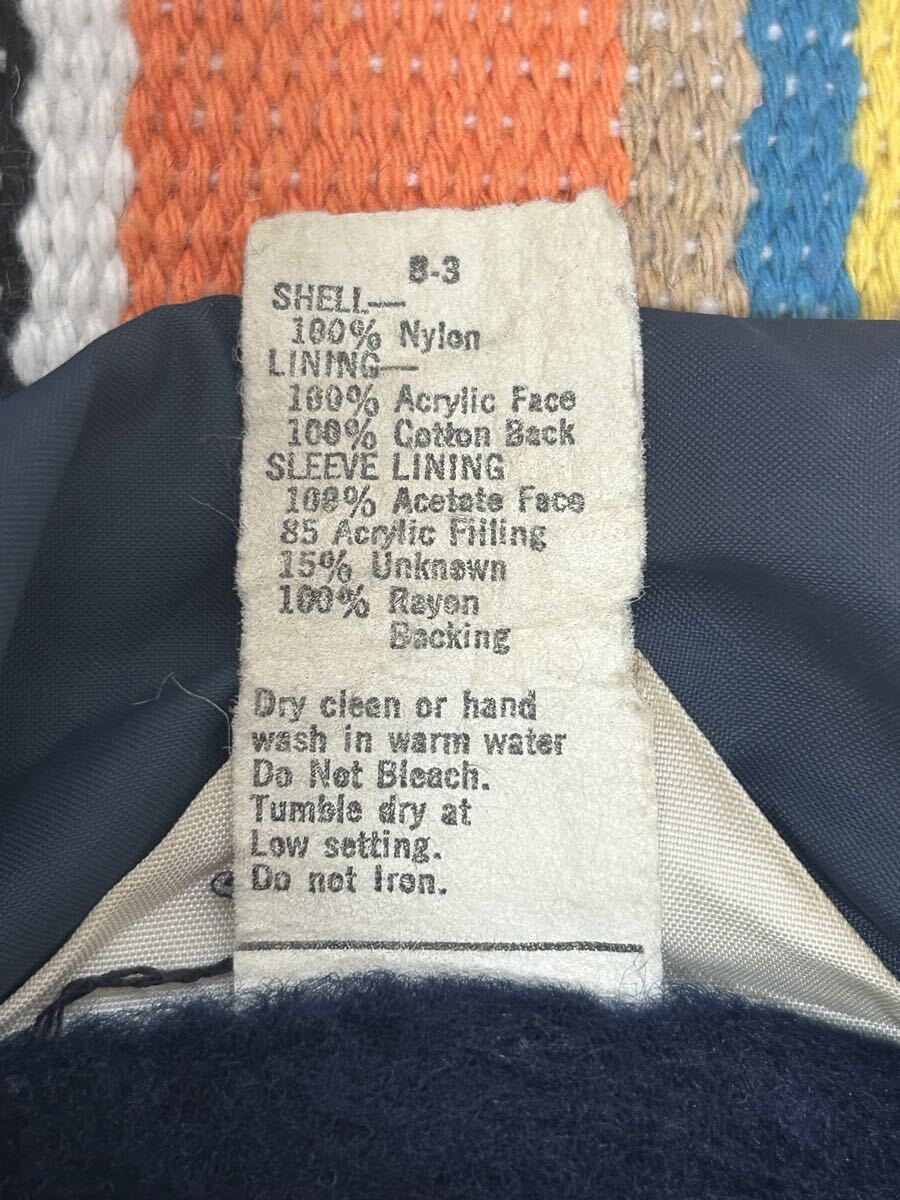 B-3
SHELL—
100% Nylon
LINING—
100% Acrylic Face
100% Cotton Back
SLEEVE LINING
100% Acetate Face
85 Acrylic Filling
15% Unknown
100% Rayon
Backing
Dry clean or hand
wash in warm water
Do Not Bleach.
Tumble dry at
Low setting.
Do not Iron.